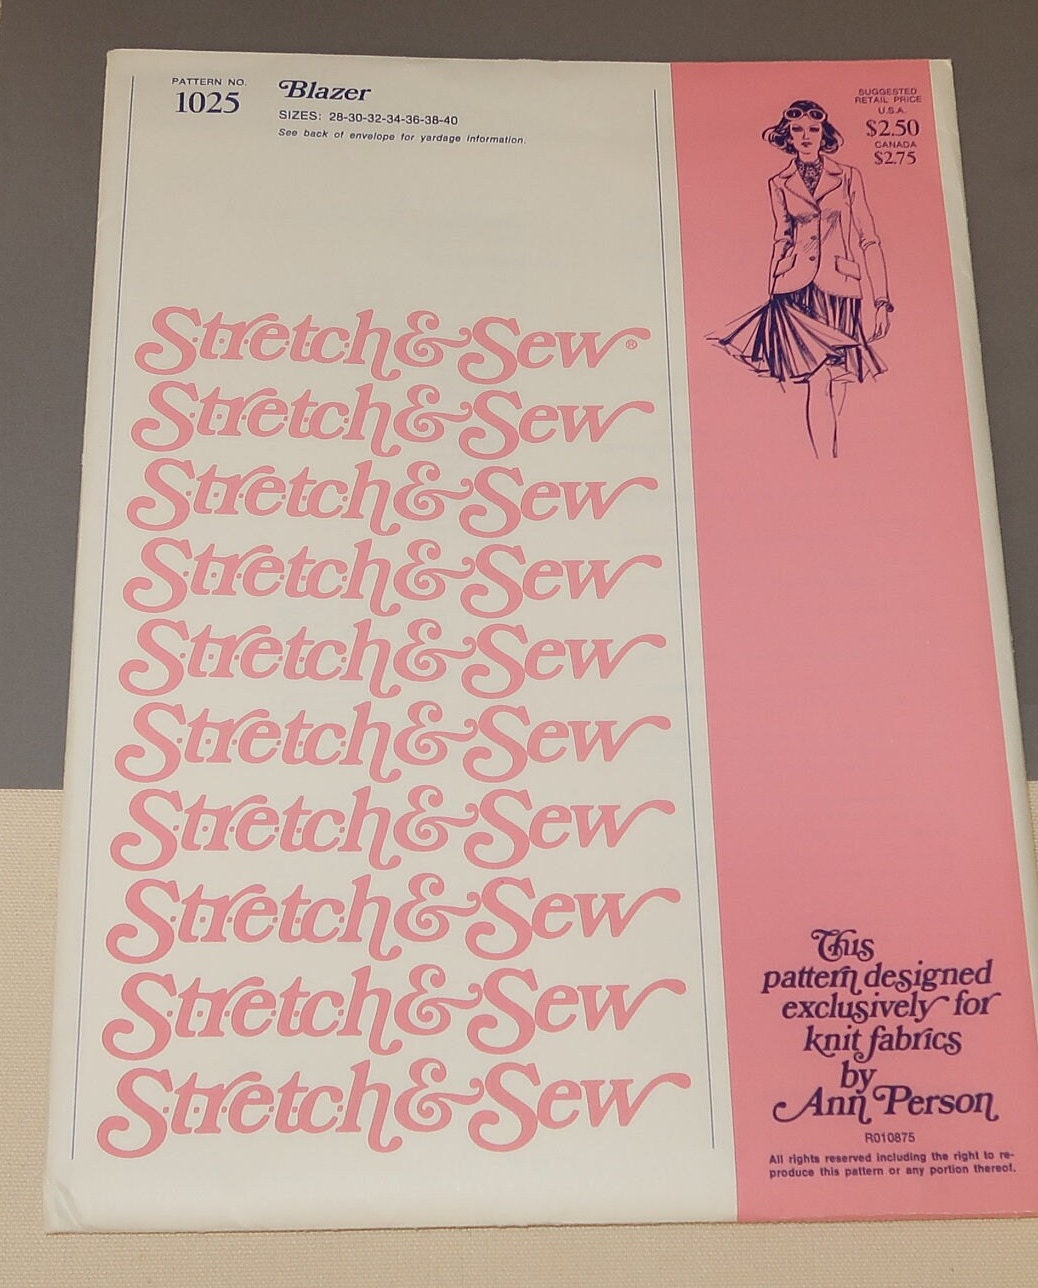 PATTERN NO.
1025
Blazer
SIZES: 28-30-32-34-36-38-40
See back of envelope for yardage information.
SUGGESTED
RETAIL PRICE
U.S.A.
$2.50
CANADA
$2.75
Stretch & Sew®
Stretch & Sew
Stretch & Sew
Stretch & Sew
Stretch & Sew
Stretch & Sew
Stretch & Sew
Stretch & Sew
Stretch & Sew
Stretch & Sew
This
pattern designed
exclusively for
knit fabrics
by
Ann Person
R010875
All rights reserved including the right to re-
produce this pattern or any portion thereof.